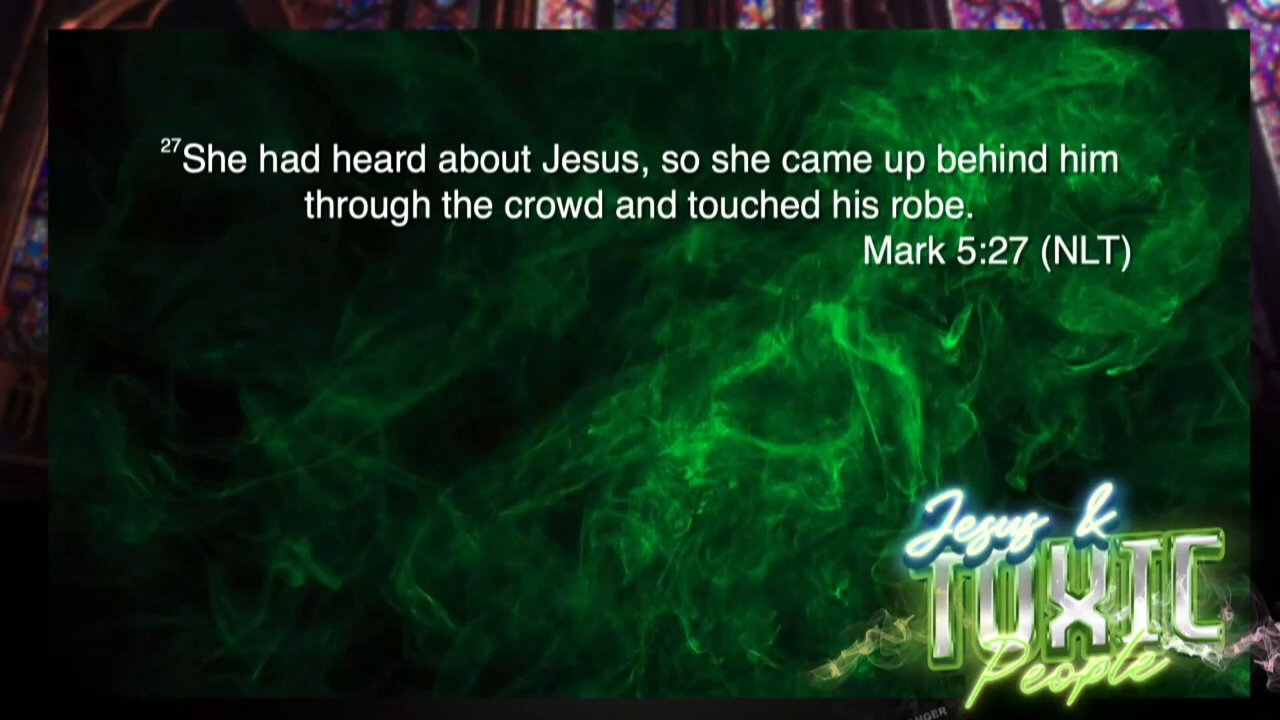 27She had heard about Jesus, so she came up behind him
through the crowd and touched his robe.
Mark 5:27 (NLT)
Jesus &
TOXIC
People